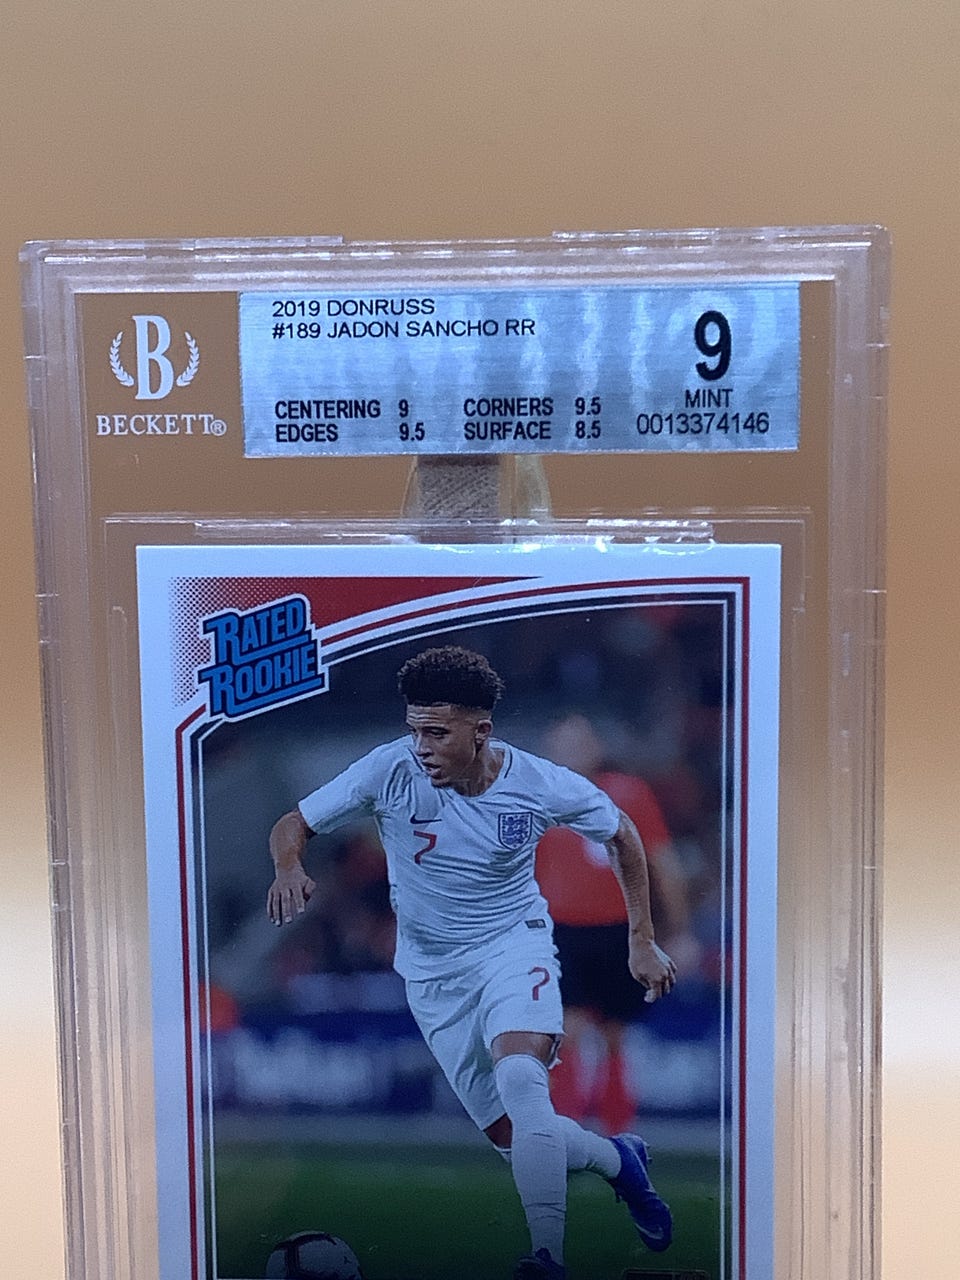 2019 DONRUSS
#189 JADON SANCHO RR
9
MINT
0013374146
CENTERING 9 CORNERS 9.5
EDGES 9.5 SURFACE 8.5
B
BECKETT®
RATED
ROOKIE
7
7